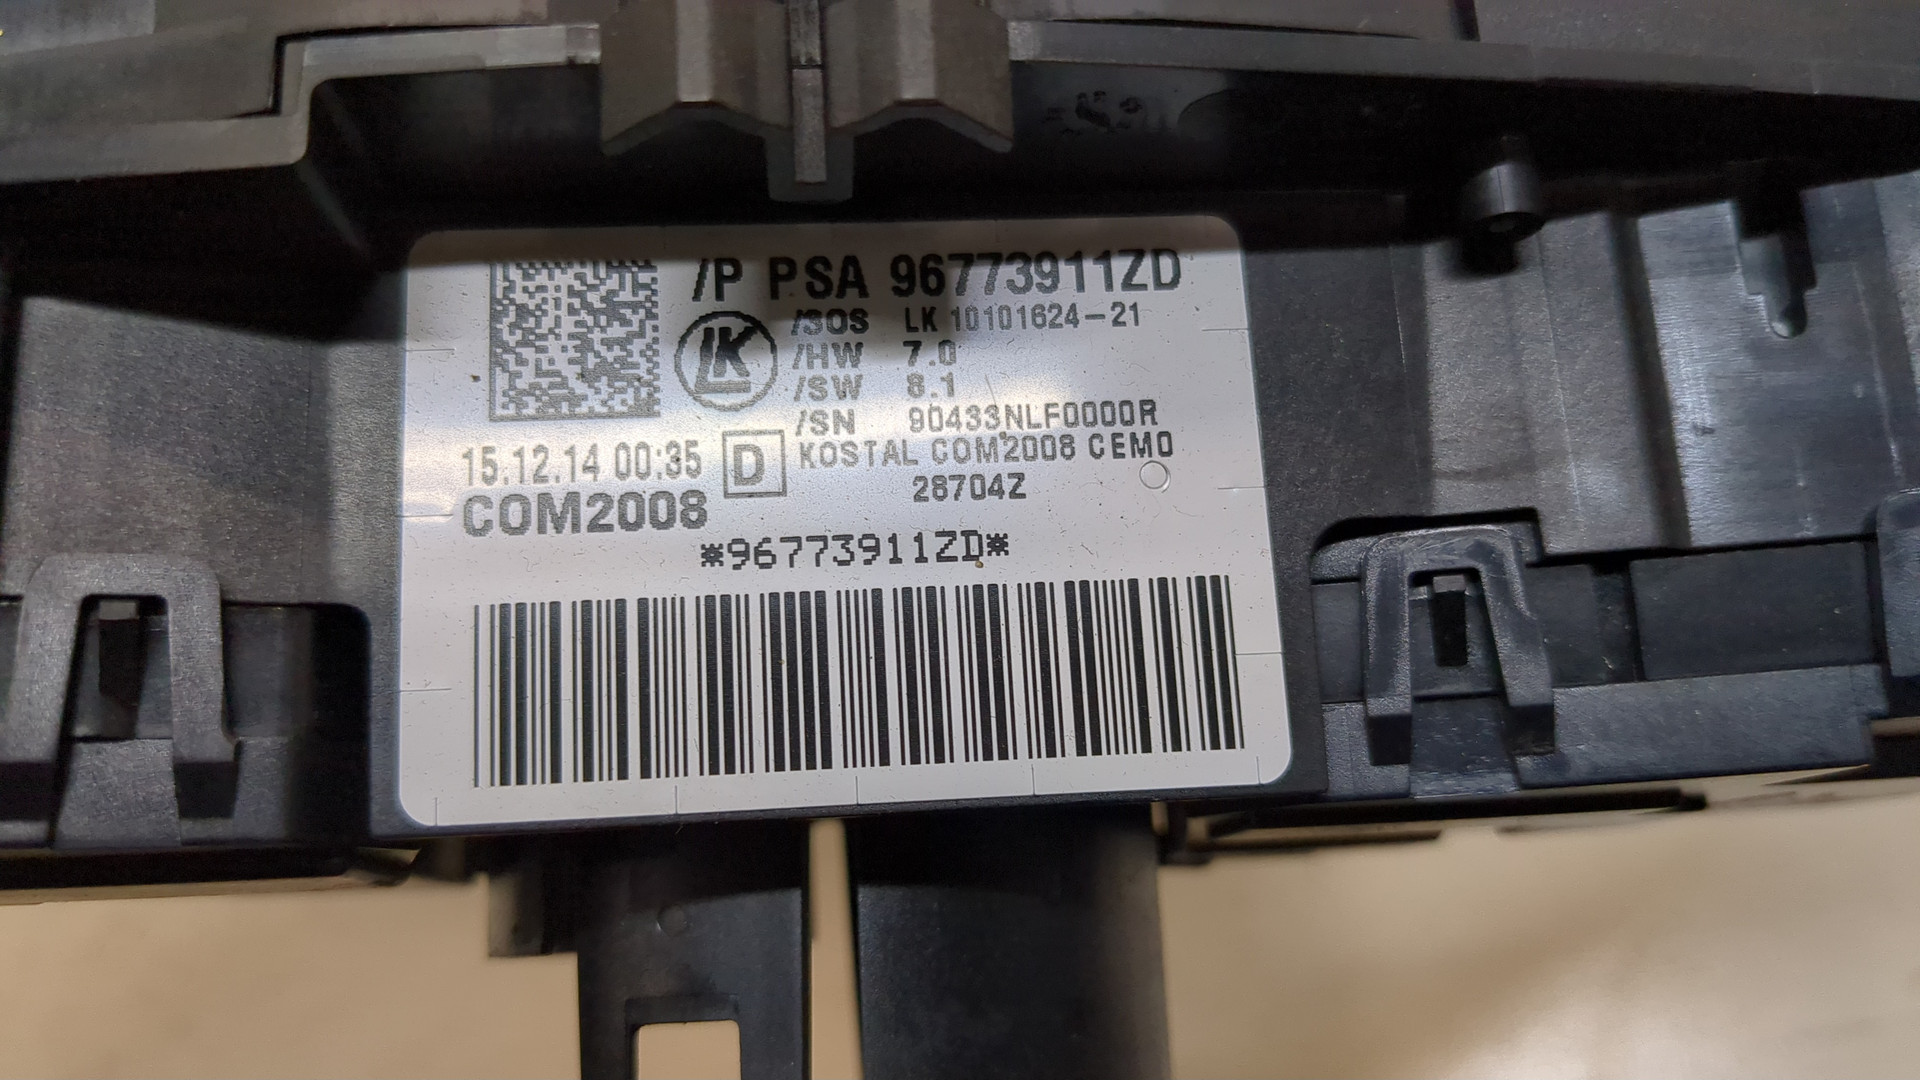 /P PSA 96773911ZD
/SOS LK 10101624-21
LK
/HW 7.0
/SW 8.1
/SN 90433NLF0000R
15.12.14 00:35 D KOSTAL COM2008 CEMO
28704Z
COM2008
*96773911ZD*